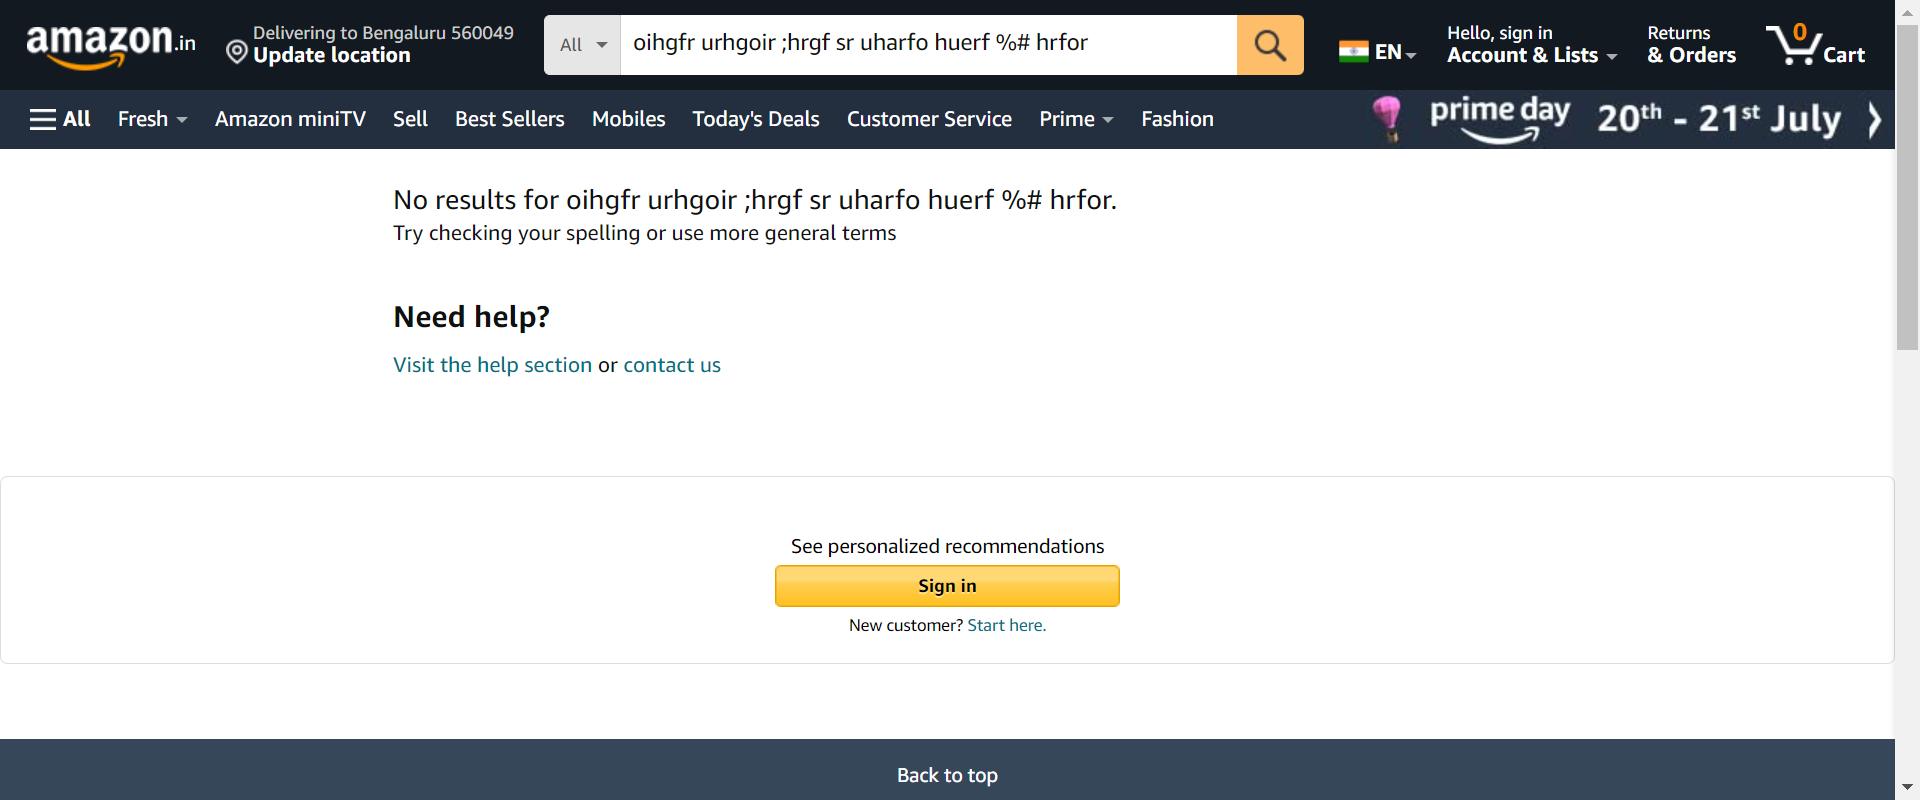 amazon.in
Delivering to Bengaluru 560049
Update location
All
oihgfr urhgoir ;hrgf sr uharfo huerf %# hrfor
EN
Hello, sign in
Account & Lists
Returns
& Orders
0
Cart
All
Fresh
Amazon miniTV
Sell
Best Sellers
Mobiles
Today's Deals
Customer Service
Prime
Fashion
prime day
20th - 21st July
No results for oihgfr urhgoir ;hrgf sr uharfo huerf %# hrfor.
Try checking your spelling or use more general terms
Need help?
Visit the help section or contact us
See personalized recommendations
Sign in
New customer? Start here.
Back to top